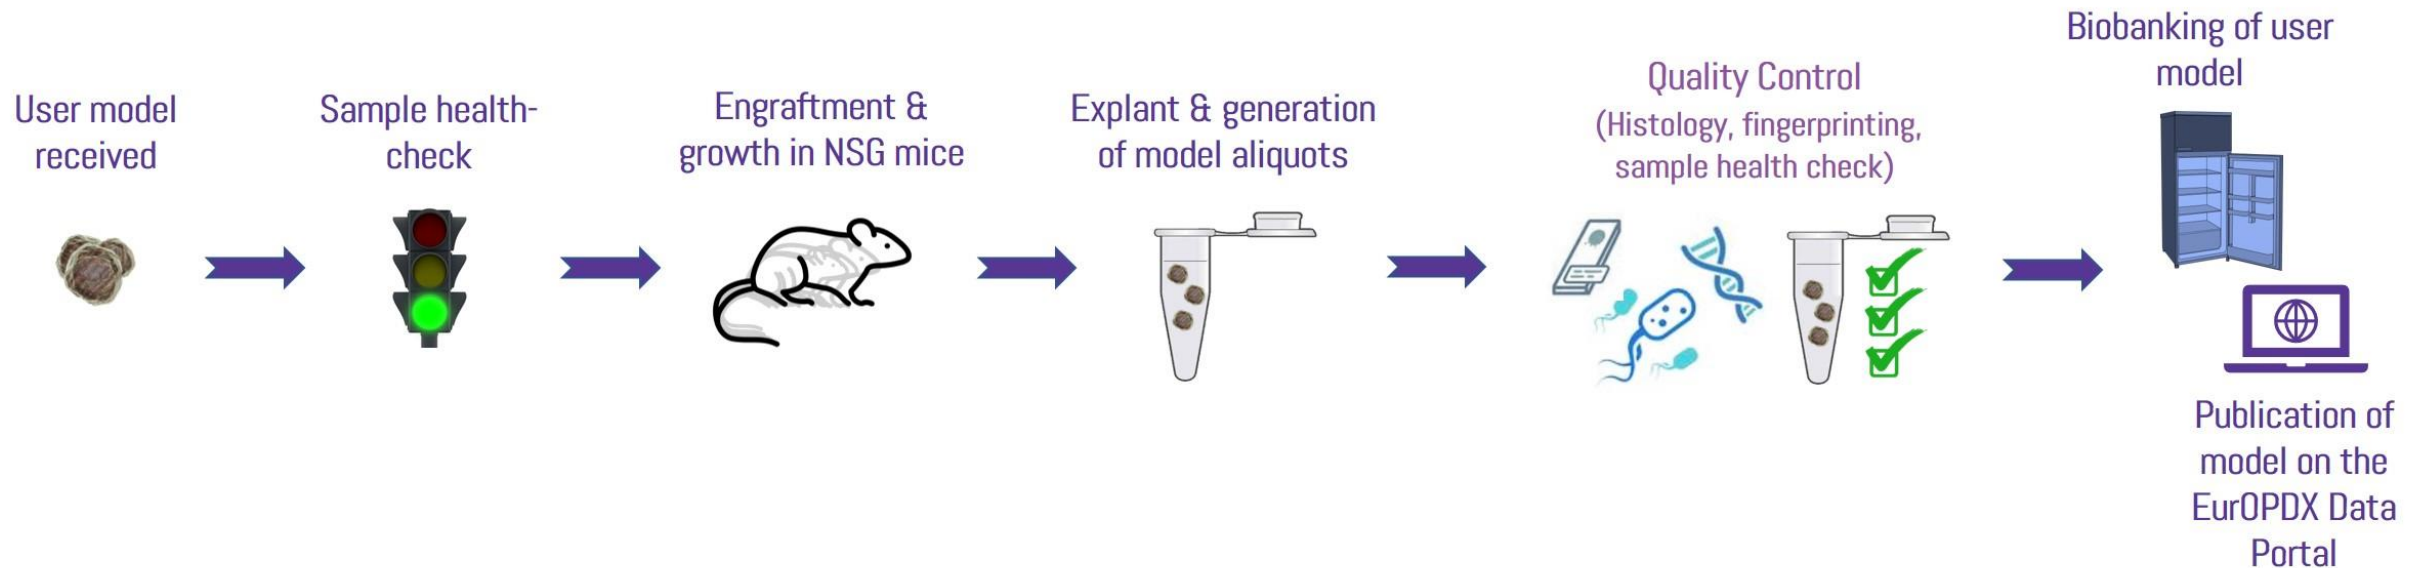 User model
received
Sample health-
check
Engraftment &
growth in NSG mice
Explant & generation
of model aliquots
Quality Control
(Histology, fingerprinting,
sample health check)
Biobanking of user
model
Publication of
model on the
EurOPDX Data
Portal